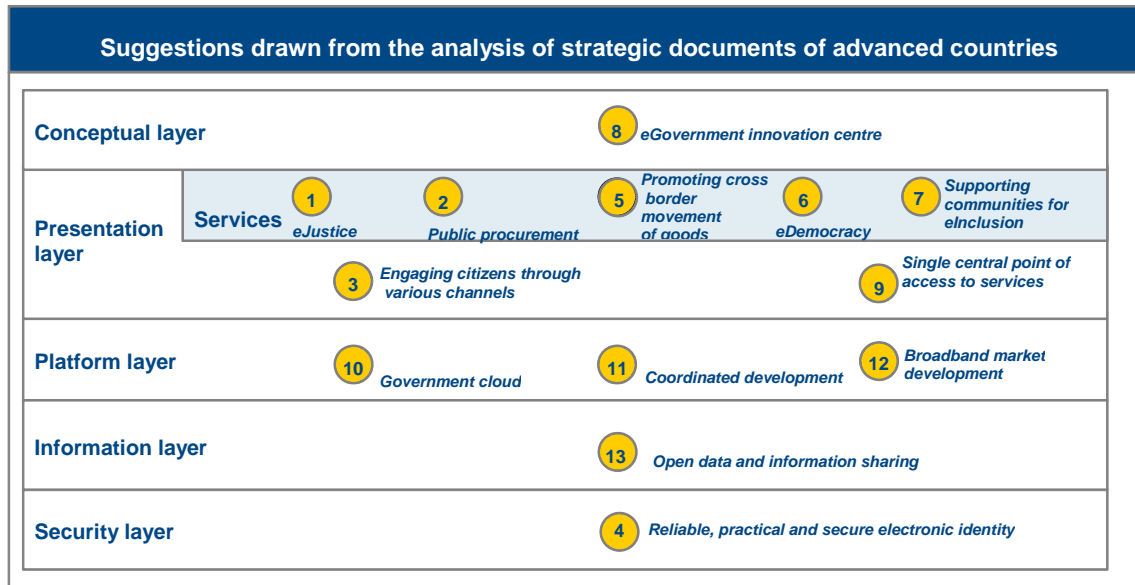 Suggestions drawn from the analysis of strategic documents of advanced countries
Conceptual layer
8
eGovernment innovation centre
Presentation
layer
Services
1
eJustice
2
Public procurement
5
Promoting cross
border
movement
of goods
6
eDemocracy
7
Supporting
communities for
eInclusion
3
Engaging citizens through
various channels
9
Single central point of
access to services
Platform layer
10
Government cloud
11
Coordinated development
12
Broadband market
development
Information layer
13
Open data and information sharing
Security layer
4
Reliable, practical and secure electronic identity